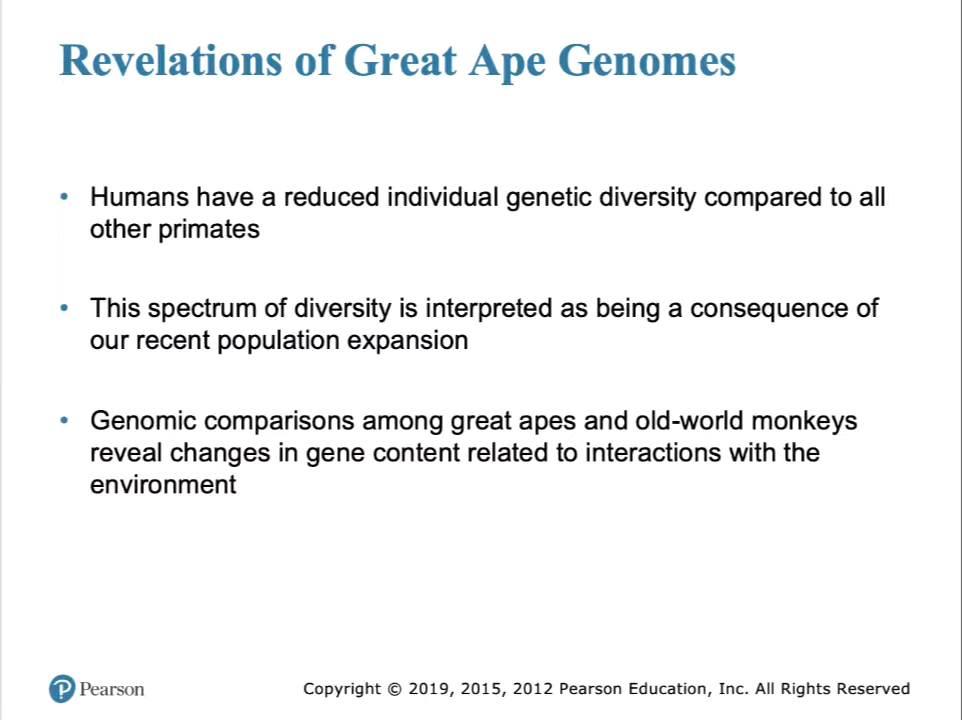 Revelations of Great Ape Genomes
• Humans have a reduced individual genetic diversity compared to all
other primates
• This spectrum of diversity is interpreted as being a consequence of
our recent population expansion
• Genomic comparisons among great apes and old-world monkeys
reveal changes in gene content related to interactions with the
environment
Pearson
Copyright © 2019, 2015, 2012 Pearson Education, Inc. All Rights Reserved